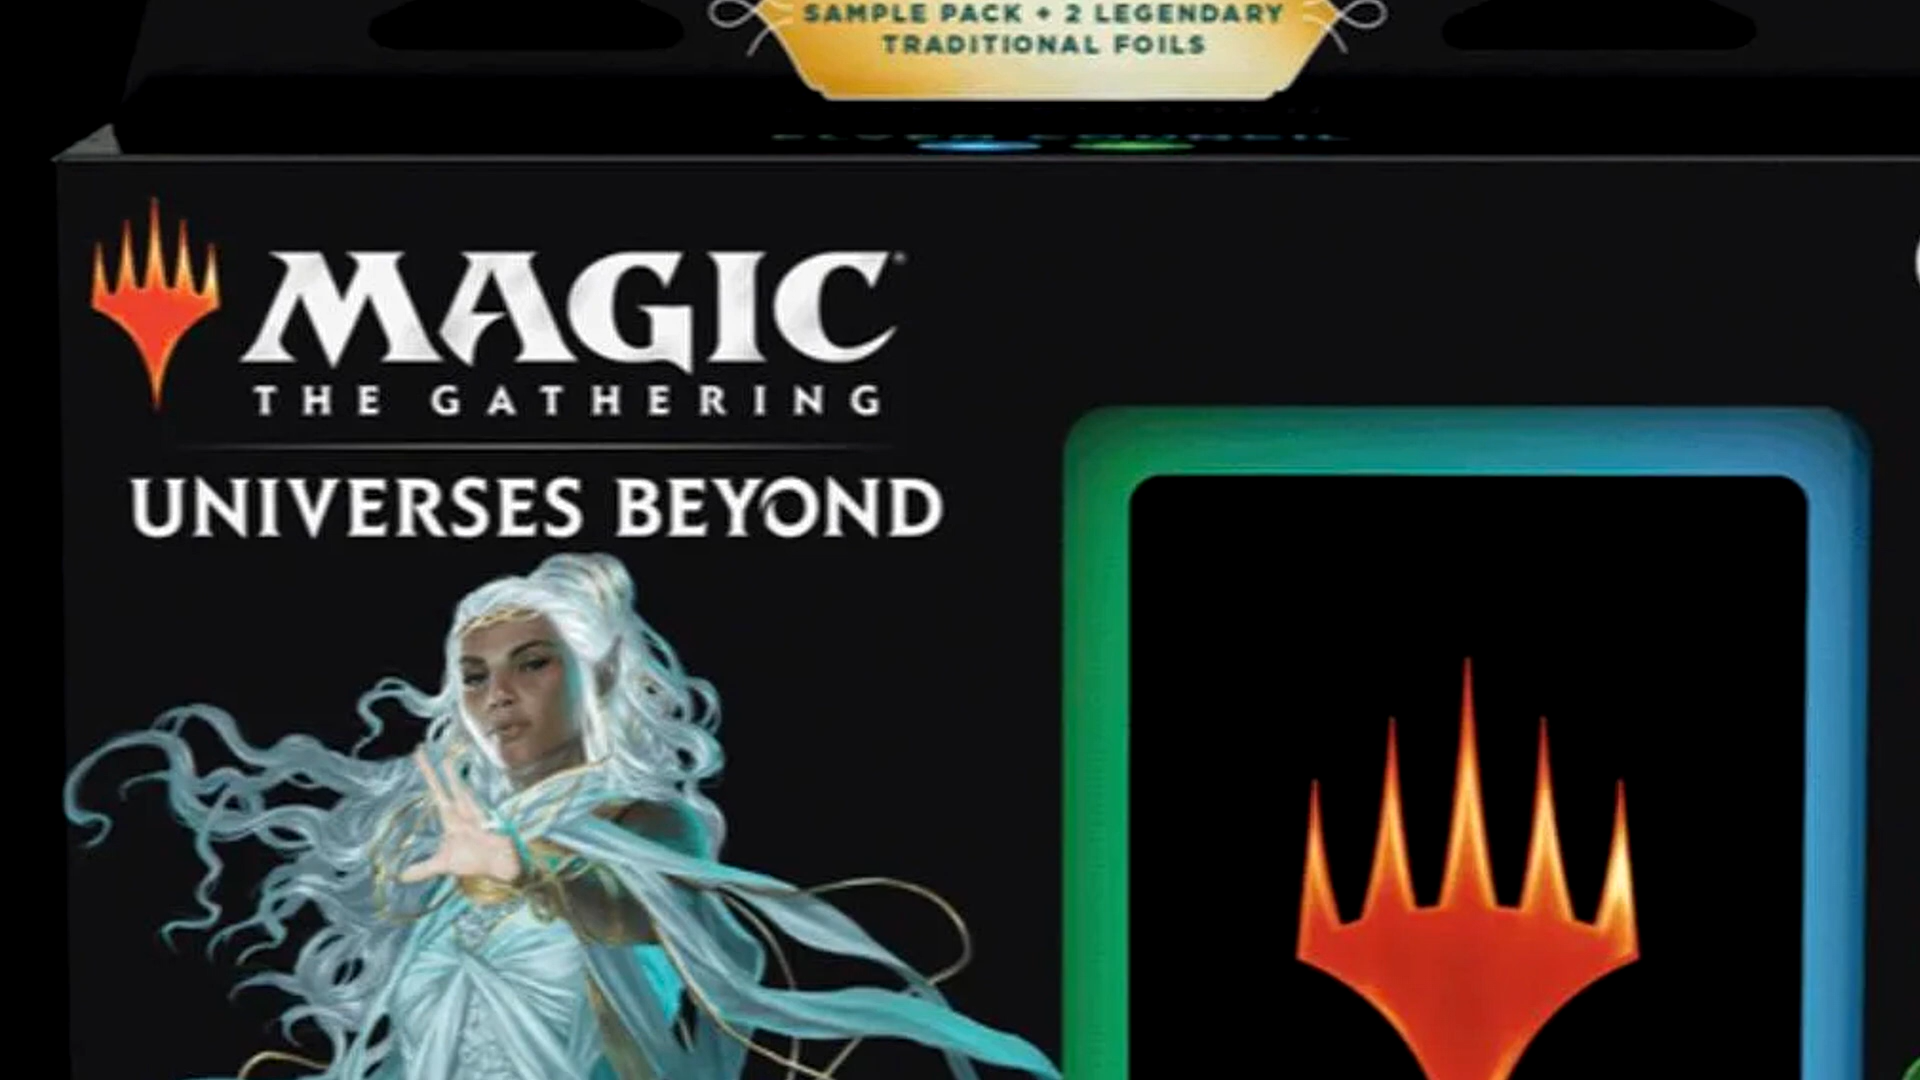 SAMPLE PACK + 2 LEGENDARY
TRADITIONAL FOILS
MAGIC
THE GATHERING
UNIVERSES BEYOND